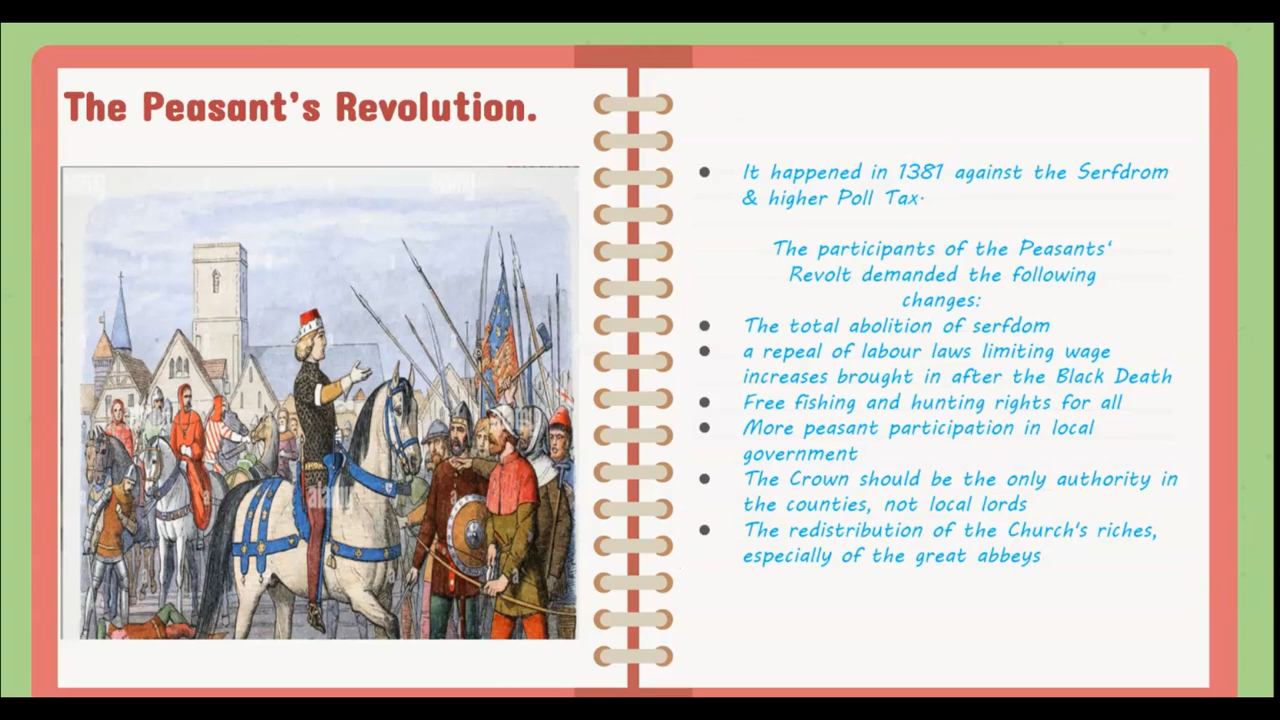 The Peasant's Revolution.
• It happened in 1381 against the Serfdrom
& higher Poll Tax.
The participants of the Peasants‘
Revolt demanded the following
changes:
• The total abolition of serfdom
• a repeal of labour laws limiting wage
increases brought in after the Black Death
• Free fishing and hunting rights for all
• More peasant participation in local
government
• The Crown should be the only authority in
the counties, not local lords
• The redistribution of the Church's riches,
especially of the great abbeys